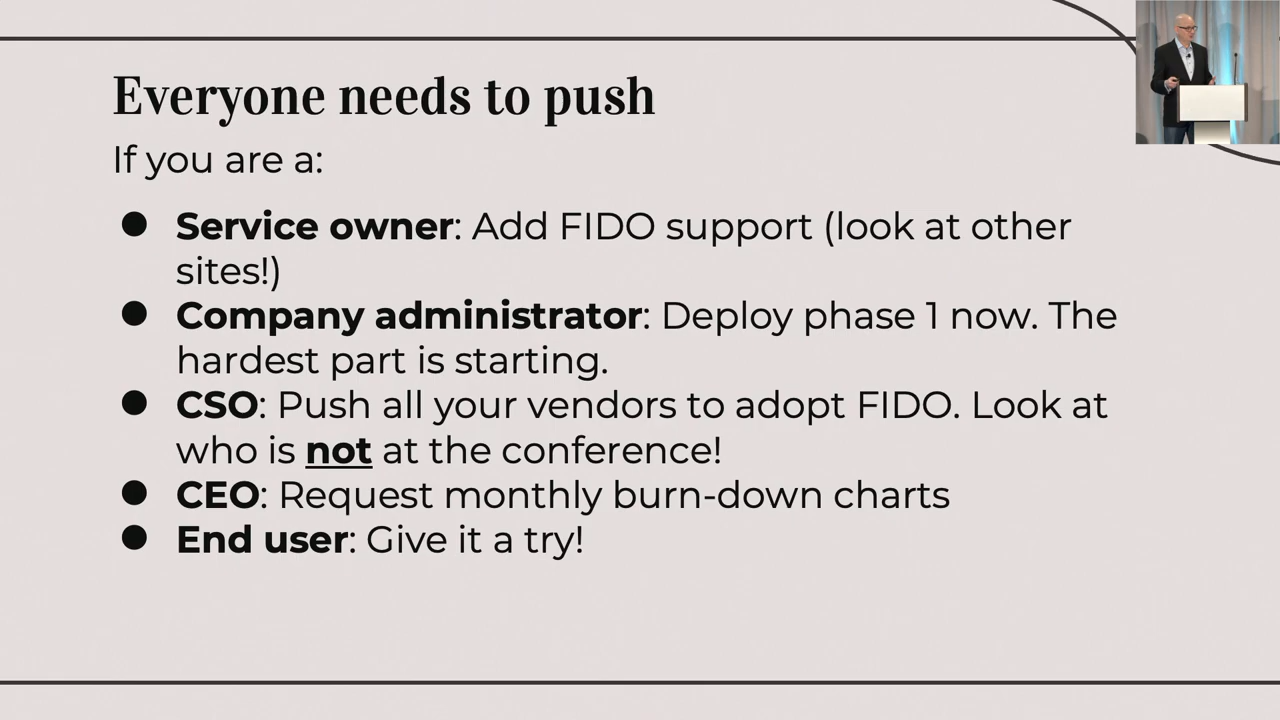 Everyone needs to push
If you are a:
● Service owner: Add FIDO support (look at other
sites!)
● Company administrator: Deploy phase 1 now. The
hardest part is starting.
● CSO: Push all your vendors to adopt FIDO. Look at
who is not at the conference!
● CEO: Request monthly burn-down charts
● End user: Give it a try!